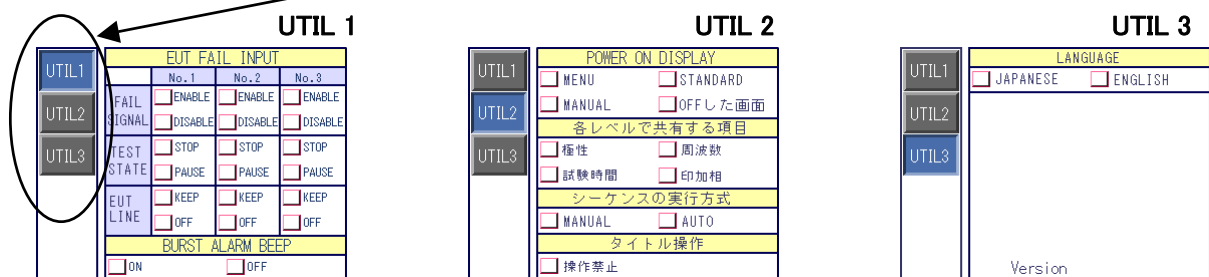 UTIL 1
UTIL1
UTIL2
UTIL3
EUT FAIL INPUT
No.1 No.2 No.3
FAIL SIGNAL
ENABLE ENABLE ENABLE
DISABLE DISABLE DISABLE
TEST STATE
STOP STOP STOP
PAUSE PAUSE PAUSE
EUT LINE
KEEP KEEP KEEP
OFF OFF OFF
BURST ALARM BEEP
ON OFF
UTIL 2
UTIL1
UTIL2
UTIL3
POWER ON DISPLAY
MENU STANDARD
MANUAL OFFした画面
各レベルで共有する項目
極性 周波数
試験時間 印加相
シーケンスの実行方式
MANUAL AUTO
タイトル操作
操作禁止
UTIL 3
UTIL1
UTIL2
UTIL3
LANGUAGE
JAPANESE ENGLISH
Version